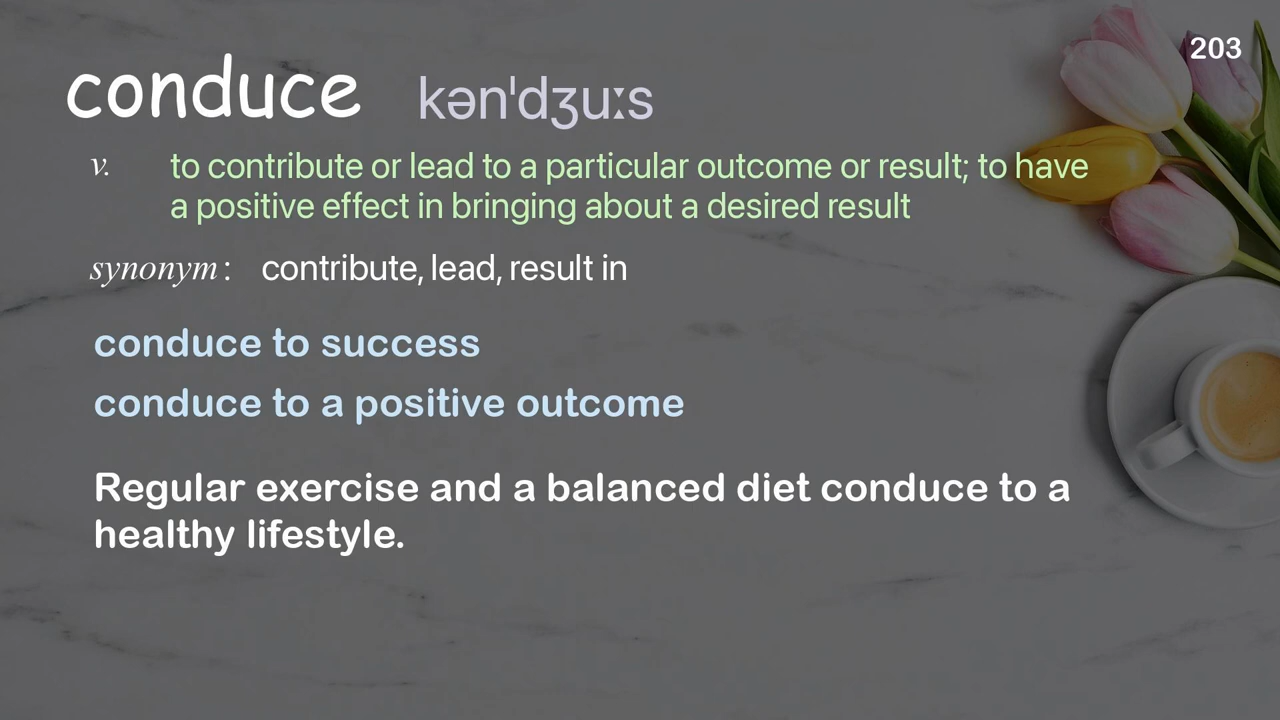 203
conduce kənˈdʒuːs
v. to contribute or lead to a particular outcome or result; to have
a positive effect in bringing about a desired result
synonym : contribute, lead, result in
conduce to success
conduce to a positive outcome
Regular exercise and a balanced diet conduce to a
healthy lifestyle.